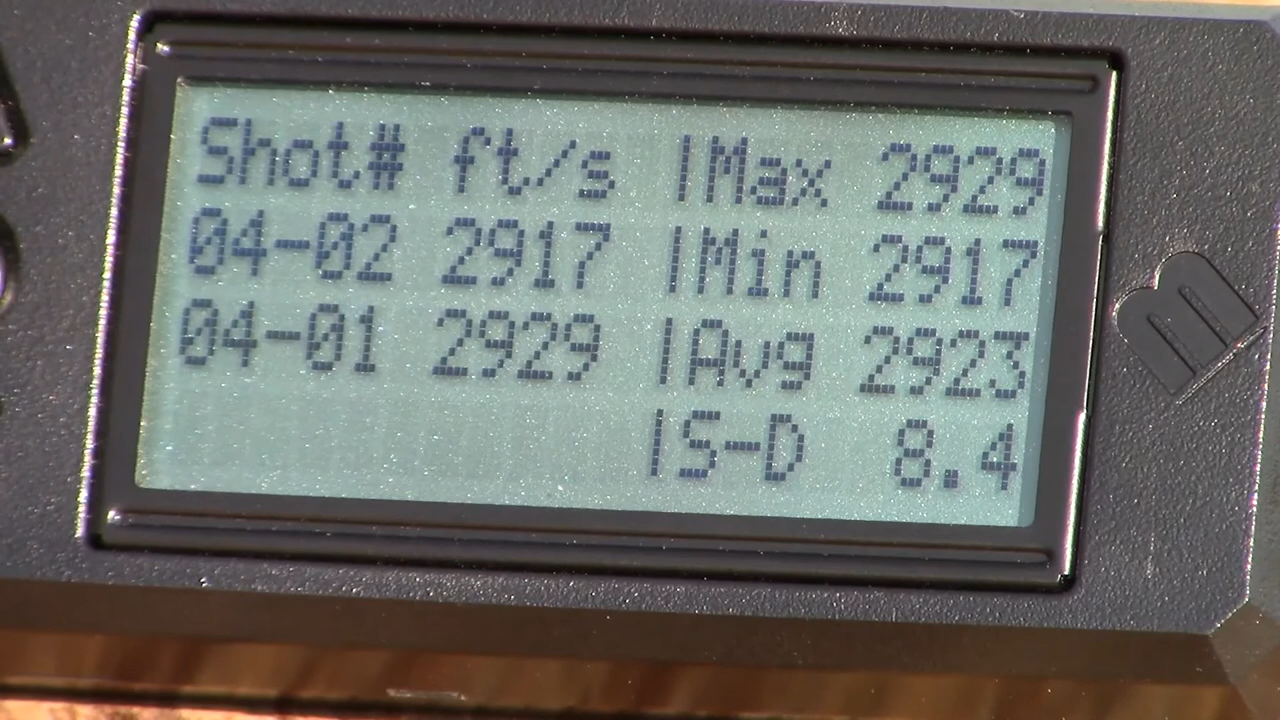 Shot# ft/s |Max 2929
04-02 2917 |Min 2917
04-01 2929 |Avg 2923
|S-D 8.4